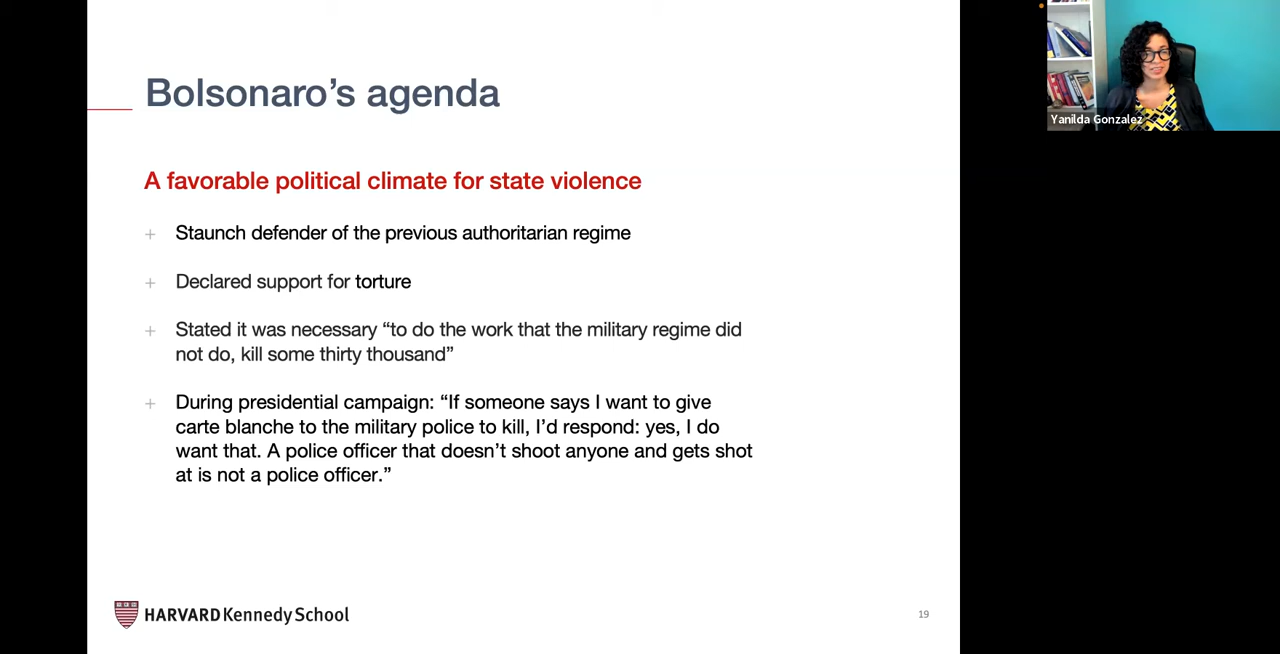 Bolsonaro’s agenda
A favorable political climate for state violence
+ Staunch defender of the previous authoritarian regime
+ Declared support for torture
+ Stated it was necessary “to do the work that the military regime did
not do, kill some thirty thousand”
+ During presidential campaign: “If someone says I want to give
carte blanche to the military police to kill, I’d respond: yes, I do
want that. A police officer that doesn’t shoot anyone and gets shot
at is not a police officer.”
HARVARD Kennedy School
19
Yanilda Gonzalez